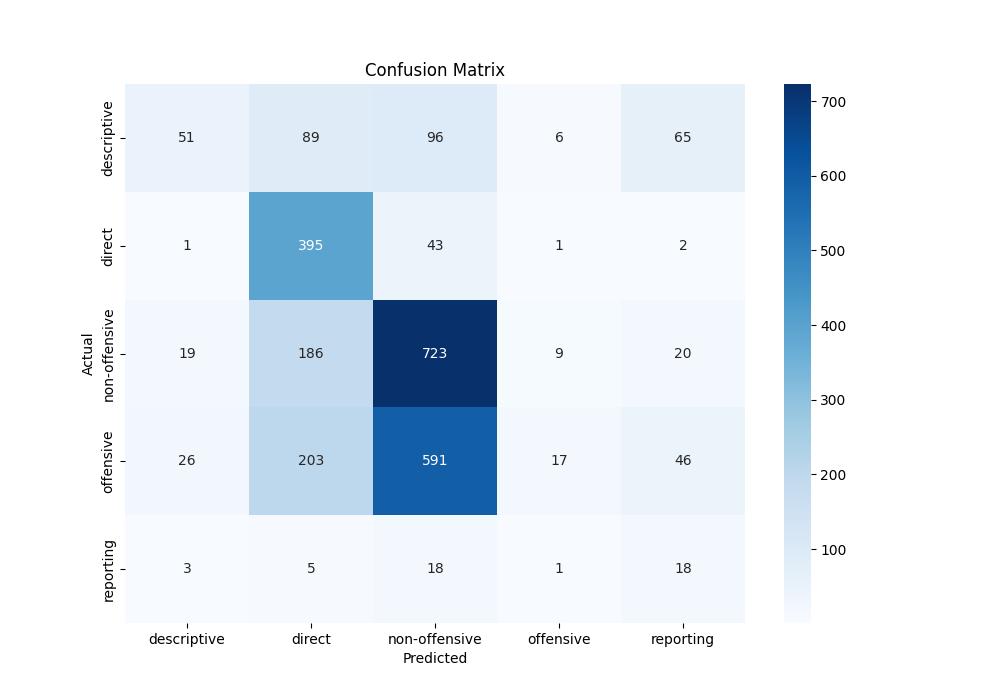 Confusion Matrix
descriptive 51 89 96 6 65
direct 1 395 43 1 2
non-offensive 19 186 723 9 20
offensive 26 203 591 17 46
reporting 3 5 18 1 18
Actual
descriptive direct non-offensive offensive reporting
Predicted
700
600
500
400
300
200
100